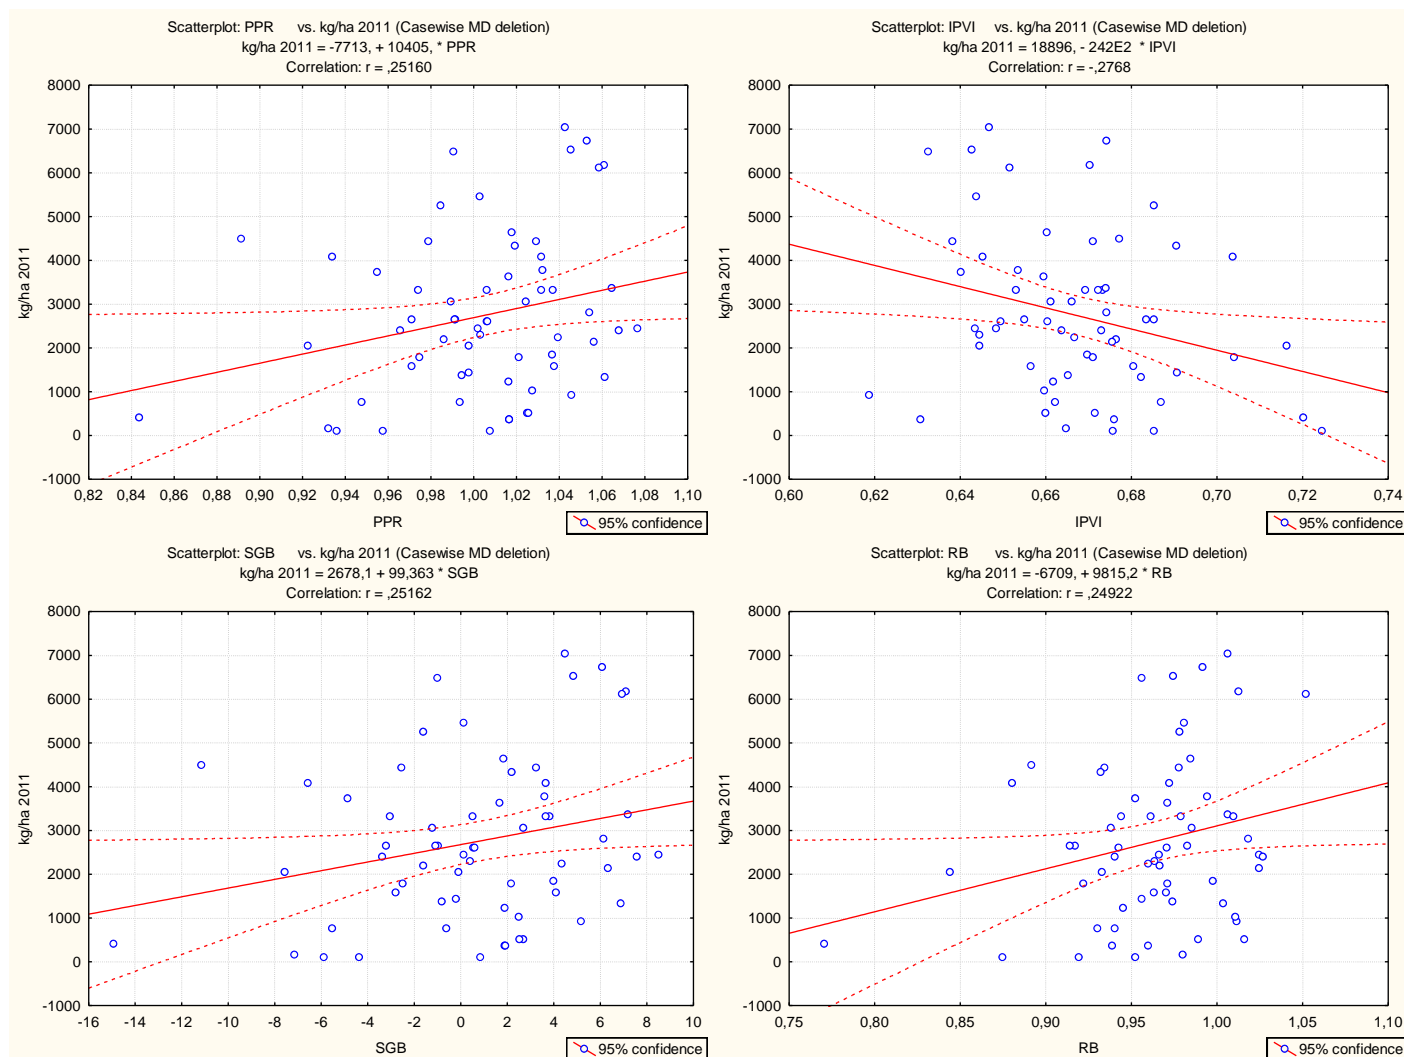 Scatterplot: PPR vs. kg/ha 2011 (Casewise MD deletion)
kg/ha 2011 = -7713, + 10405, * PPR
Correlation: r = ,25160
8000
7000
6000
5000
4000
3000
2000
1000
0
-1000
kg/ha 2011
0,82 0,84 0,86 0,88 0,90 0,92 0,94 0,96 0,98 1,00 1,02 1,04 1,06 1,08 1,10
PPR
95% confidence
Scatterplot: IPVI vs. kg/ha 2011 (Casewise MD deletion)
kg/ha 2011 = 18896, - 242E2 * IPVI
Correlation: r = -,2768
8000
7000
6000
5000
4000
3000
2000
1000
0
-1000
kg/ha 2011
0,60 0,62 0,64 0,66 0,68 0,70 0,72 0,74
IPVI
95% confidence
Scatterplot: SGB vs. kg/ha 2011 (Casewise MD deletion)
kg/ha 2011 = 2678,1 + 99,363 * SGB
Correlation: r = ,25162
8000
7000
6000
5000
4000
3000
2000
1000
0
-1000
kg/ha 2011
-16 -14 -12 -10 -8 -6 -4 -2 0 2 4 6 8 10
SGB
95% confidence
Scatterplot: RB vs. kg/ha 2011 (Casewise MD deletion)
kg/ha 2011 = -6709, + 9815,2 * RB
Correlation: r = ,24922
8000
7000
6000
5000
4000
3000
2000
1000
0
-1000
kg/ha 2011
0,75 0,80 0,85 0,90 0,95 1,00 1,05 1,10
RB
95% confidence